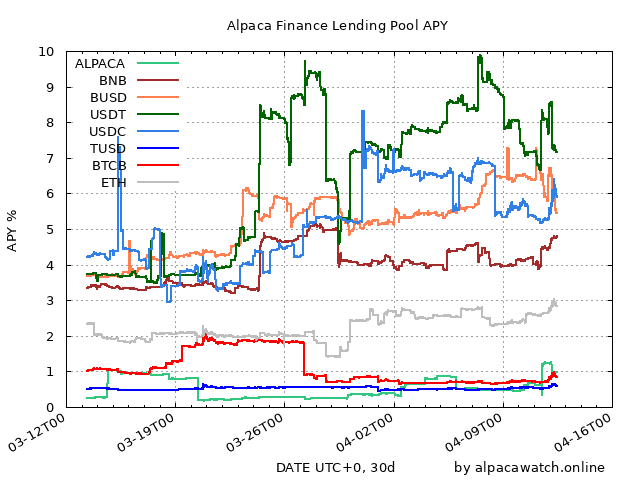 Alpaca Finance Lending Pool APY
10
9
8
7
6
5
4
3
2
1
0
APY %
ALPACA
BNB
BUSD
USDT
USDC
TUSD
BTCB
ETH
03-12T00
03-19T00
03-26T00
04-02T00
04-09T00
04-16T00
DATE UTC+0, 30d
by alpacawatch.online